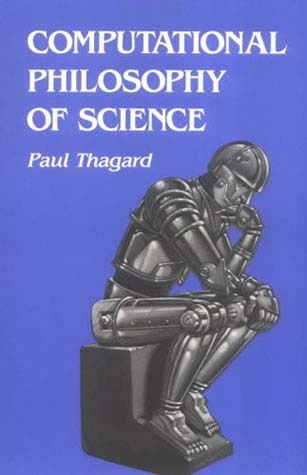 COMPUTATIONAL
PHILOSOPHY
OF SCIENCE
Paul Thagard